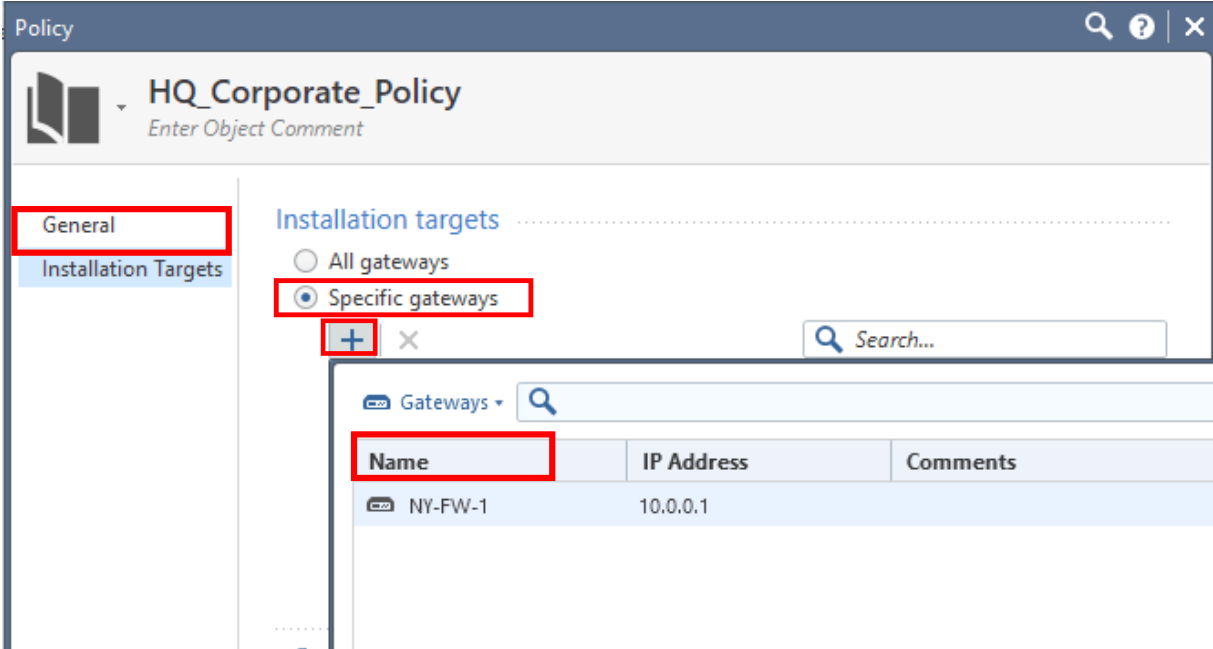 Policy
HQ_Corporate_Policy
Enter Object Comment
General
Installation Targets
Installation targets
All gateways
Specific gateways
Search...
Gateways
Name IP Address Comments
NY-FW-1 10.0.0.1